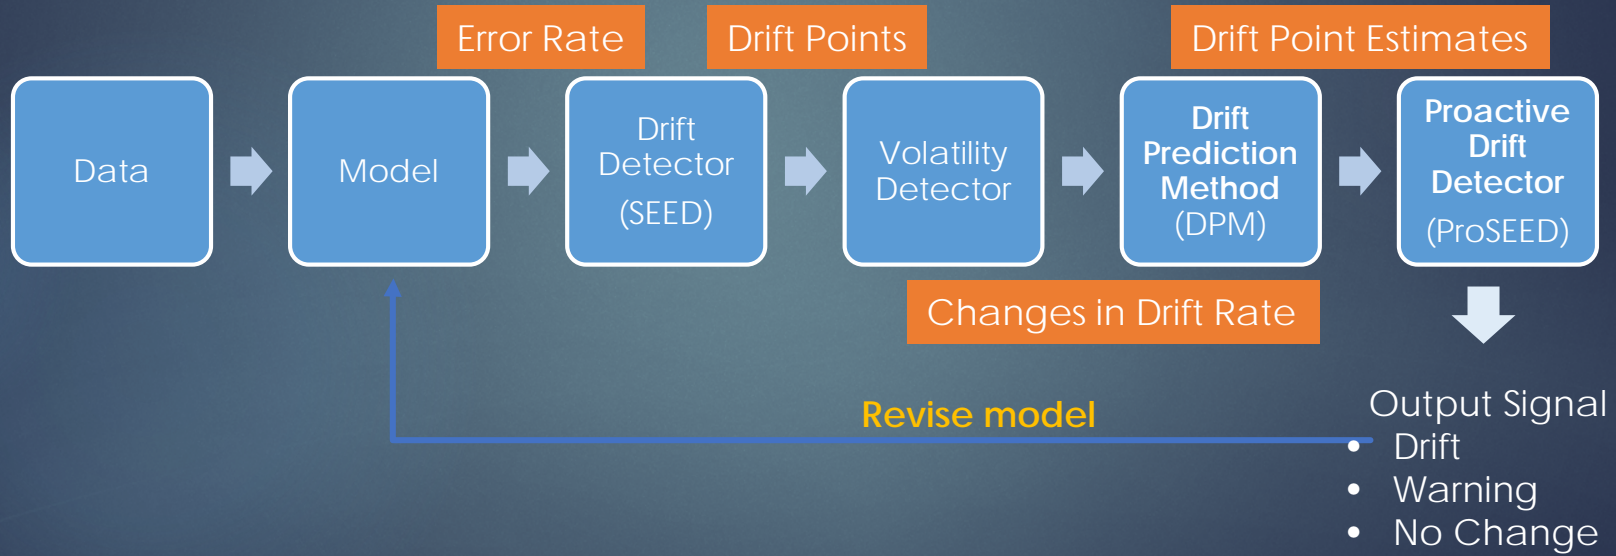 Error Rate
Drift Points
Drift Point Estimates
Data
Model
Drift
Detector
(SEED)
Volatility
Detector
Drift
Prediction
Method
(DPM)
Proactive
Drift
Detector
(ProSEED)
Changes in Drift Rate
Revise model
Output Signal
• Drift
• Warning
• No Change